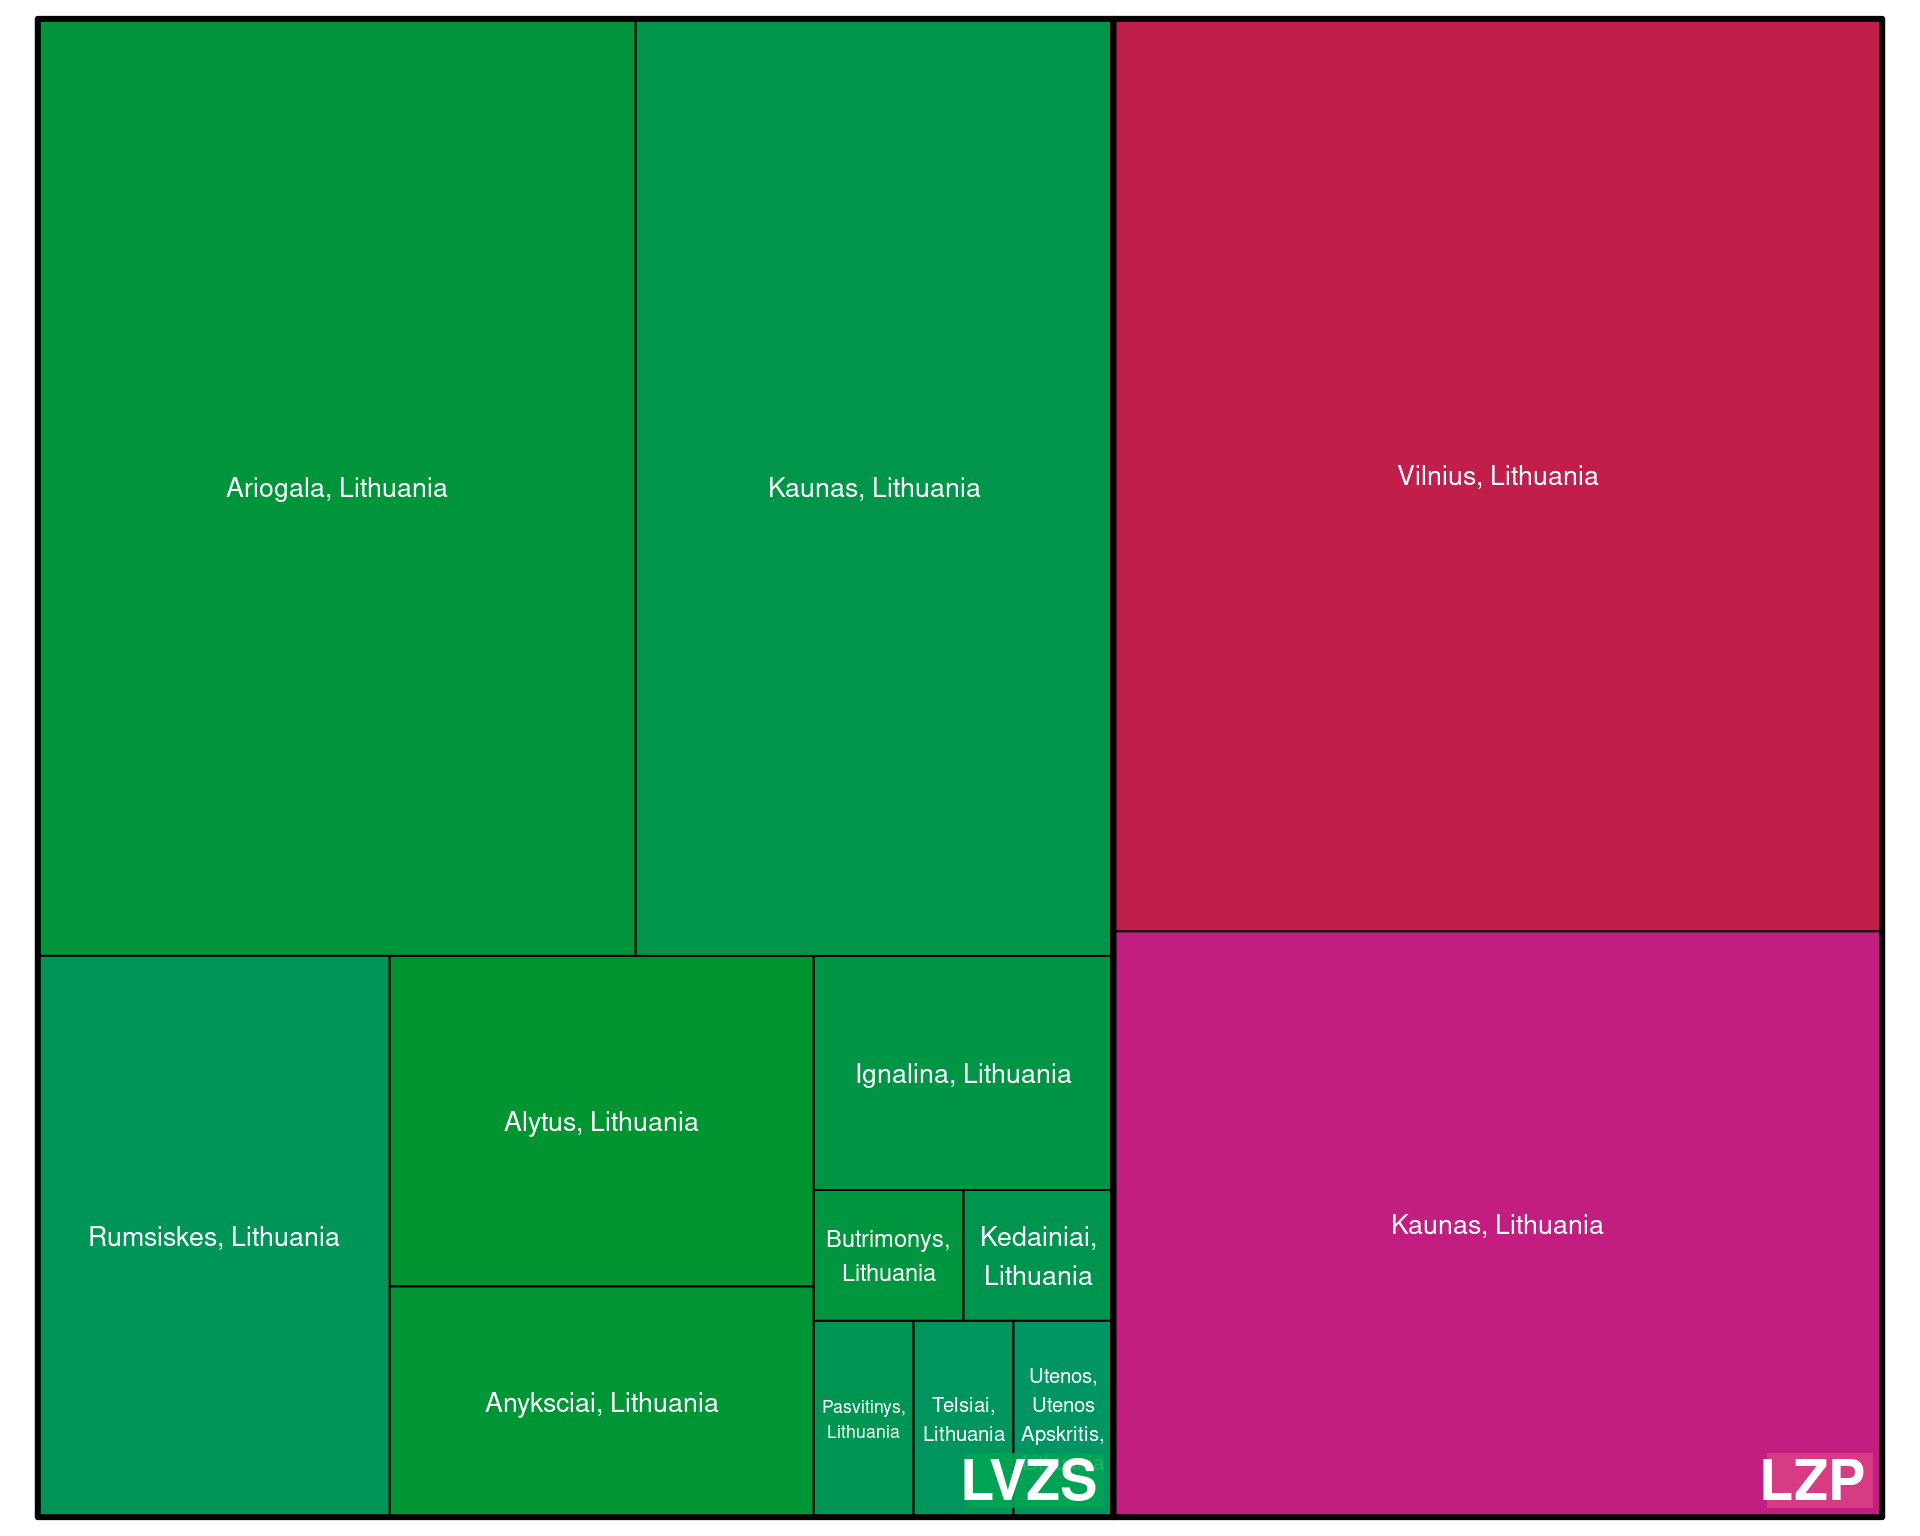 Ariogala, Lithuania
Kaunas, Lithuania
Vilnius, Lithuania
Rumsiskes, Lithuania
Alytus, Lithuania
Anyksciai, Lithuania
Ignalina, Lithuania
Butrimonys,
Lithuania
Kedainiai,
Lithuania
Pasvitinys,
Lithuania
Telsiai,
Lithuania
Utenos,
Utenos
Apskritis,
LVZS
Kaunas, Lithuania
LZP